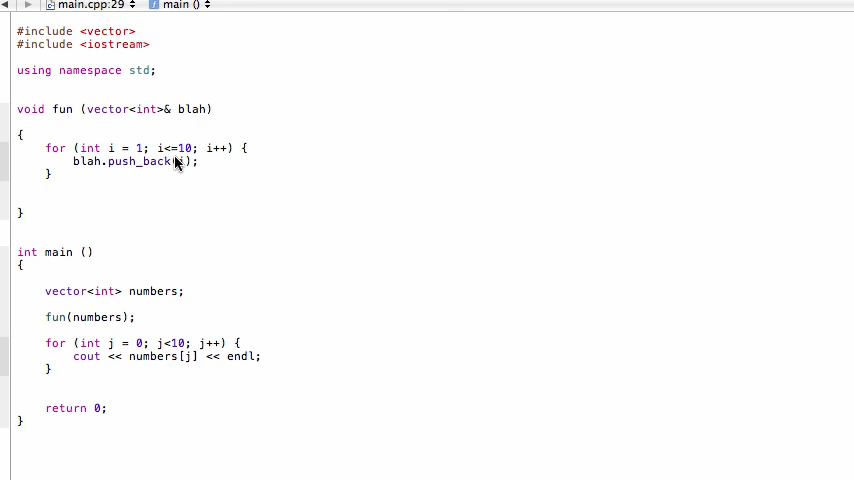 main.cpp:29 main ()
#include <vector>
#include <iostream>
using namespace std;
void fun (vector<int>& blah)
{
for (int i = 1; i<=10; i++) {
blah.push_back(i);
}
}
int main ()
{
vector<int> numbers;
fun(numbers);
for (int j = 0; j<10; j++) {
cout << numbers[j] << endl;
}
return 0;
}